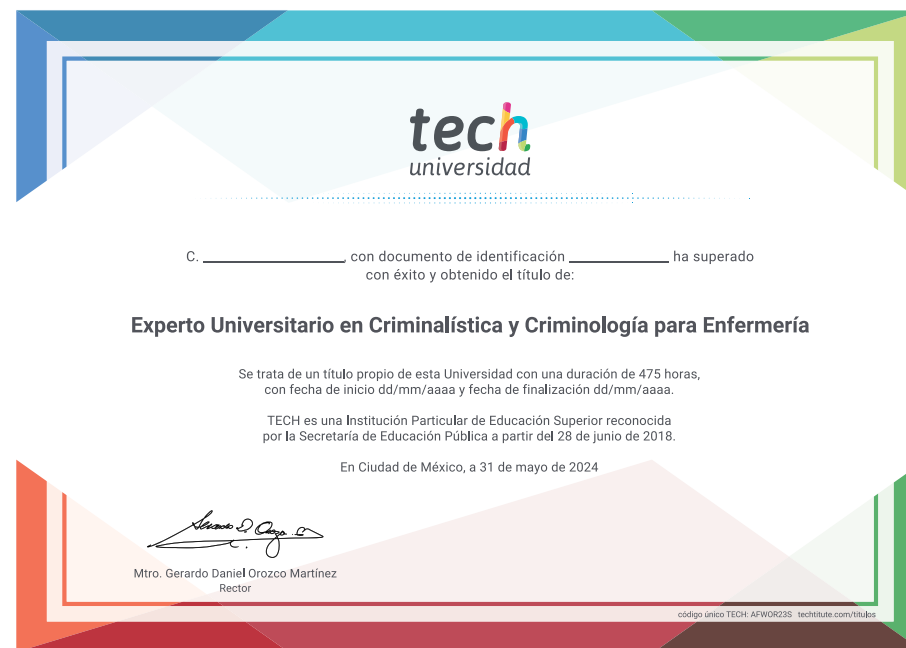 tech
universidad
C. ____________, con documento de identificación ____________ ha superado
con éxito y obtenido el título de:
Experto Universitario en Criminalística y Criminología para Enfermería
Se trata de un título propio de esta Universidad con una duración de 475 horas,
con fecha de inicio dd/mm/aaaa y fecha de finalización dd/mm/aaaa.
TECH es una Institución Particular de Educación Superior reconocida
por la Secretaría de Educación Pública a partir del 28 de junio de 2018.
En Ciudad de México, a 31 de mayo de 2024
Mtro. Gerardo Daniel Orozco Martínez
Rector
código único TECH: AFWOR23S techtitute.com/titulos